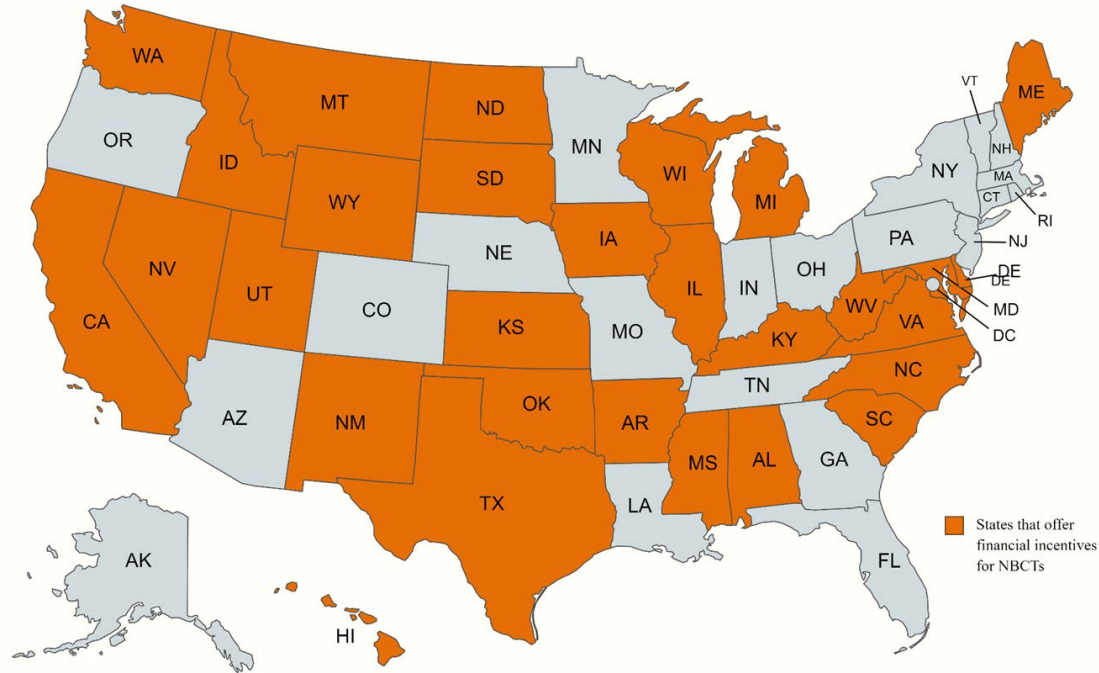 WA
MT
ND
MN
ME
VT
NH
OR
ID
SD
WI
NY
MA
MI
CT
WY
RI
IA
PA
NJ
NE
NV
OH
DE
DE
UT
IL
IN
CO
WV
MD
CA
VA
DC
KS
MO
KY
NC
TN
OK
AZ
NM
AR
SC
MS
AL
GA
TX
LA
States that offer
financial incentives
for NBCTs
AK
FL
HI